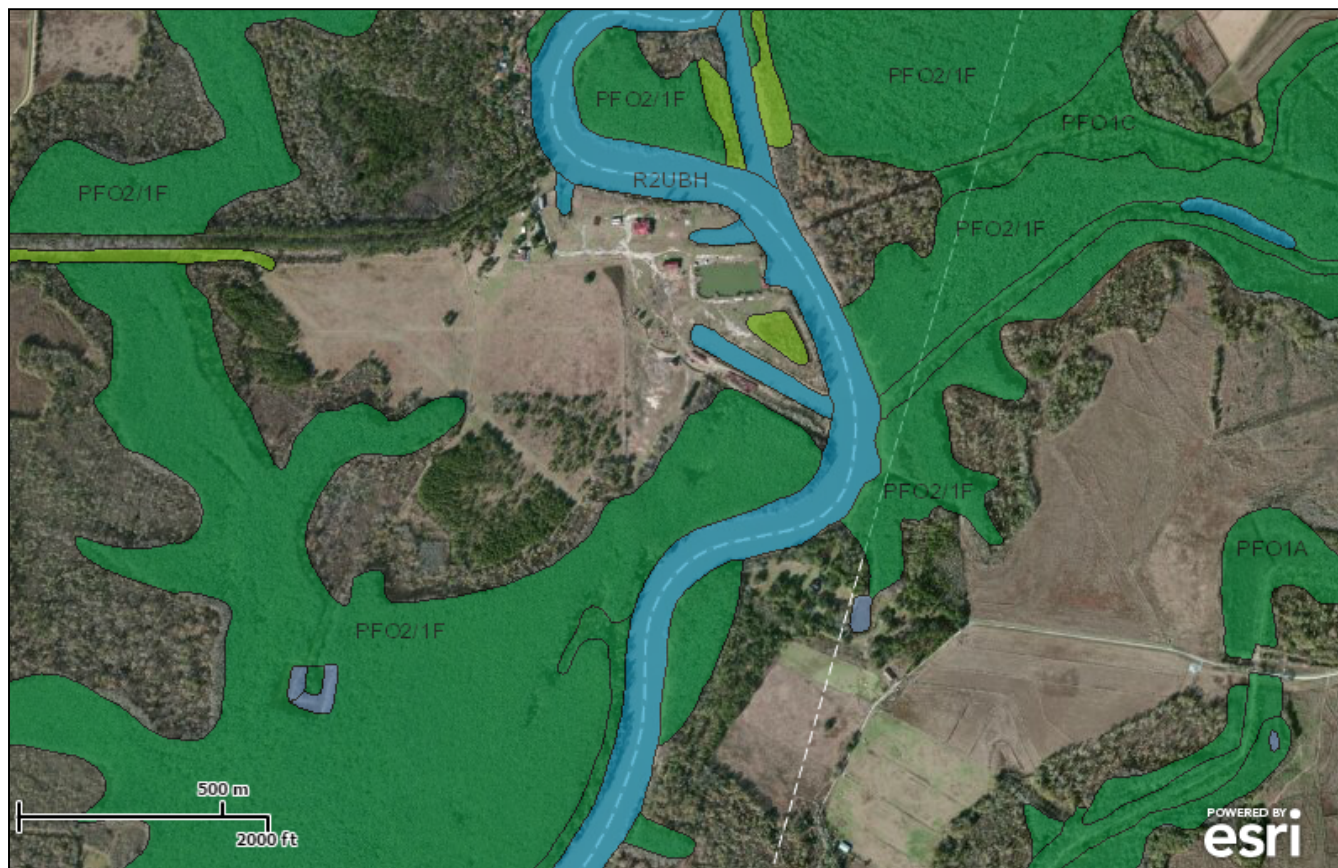 PFO2/1F
PFO2/1F
PFO1C
PFO2/1F
R2UBH
PFO2/1F
PFO2/1F
PFO1A
PFO2/1F
500 m
2000 ft
POWERED BY
esri